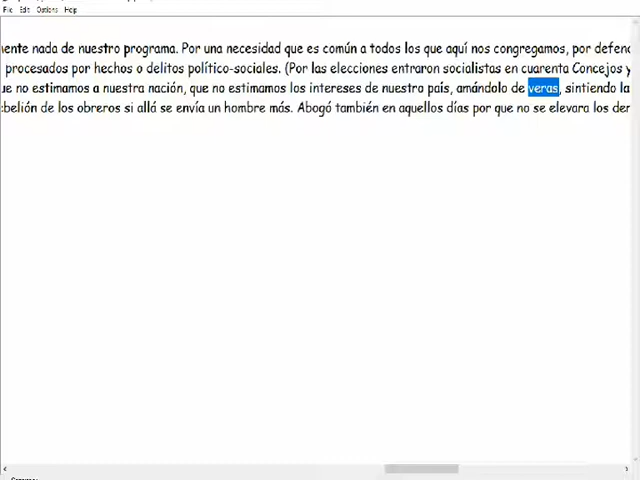 File Edit Options Help
nente nada de nuestro programa. Por una necesidad que es común a todos los que aquí nos congregamos, por defenc
procesados por hechos o delitos político-sociales. (Por las elecciones entraron socialistas en cuarenta Concejos y
ue no estimamos a nuestra nación, que no estimamos los intereses de nuestro país, amándolo de veras, sintiendo la
ebelión de los obreros si allá se envía un hombre más. Abogó también en aquellos días por que no se elevara los der